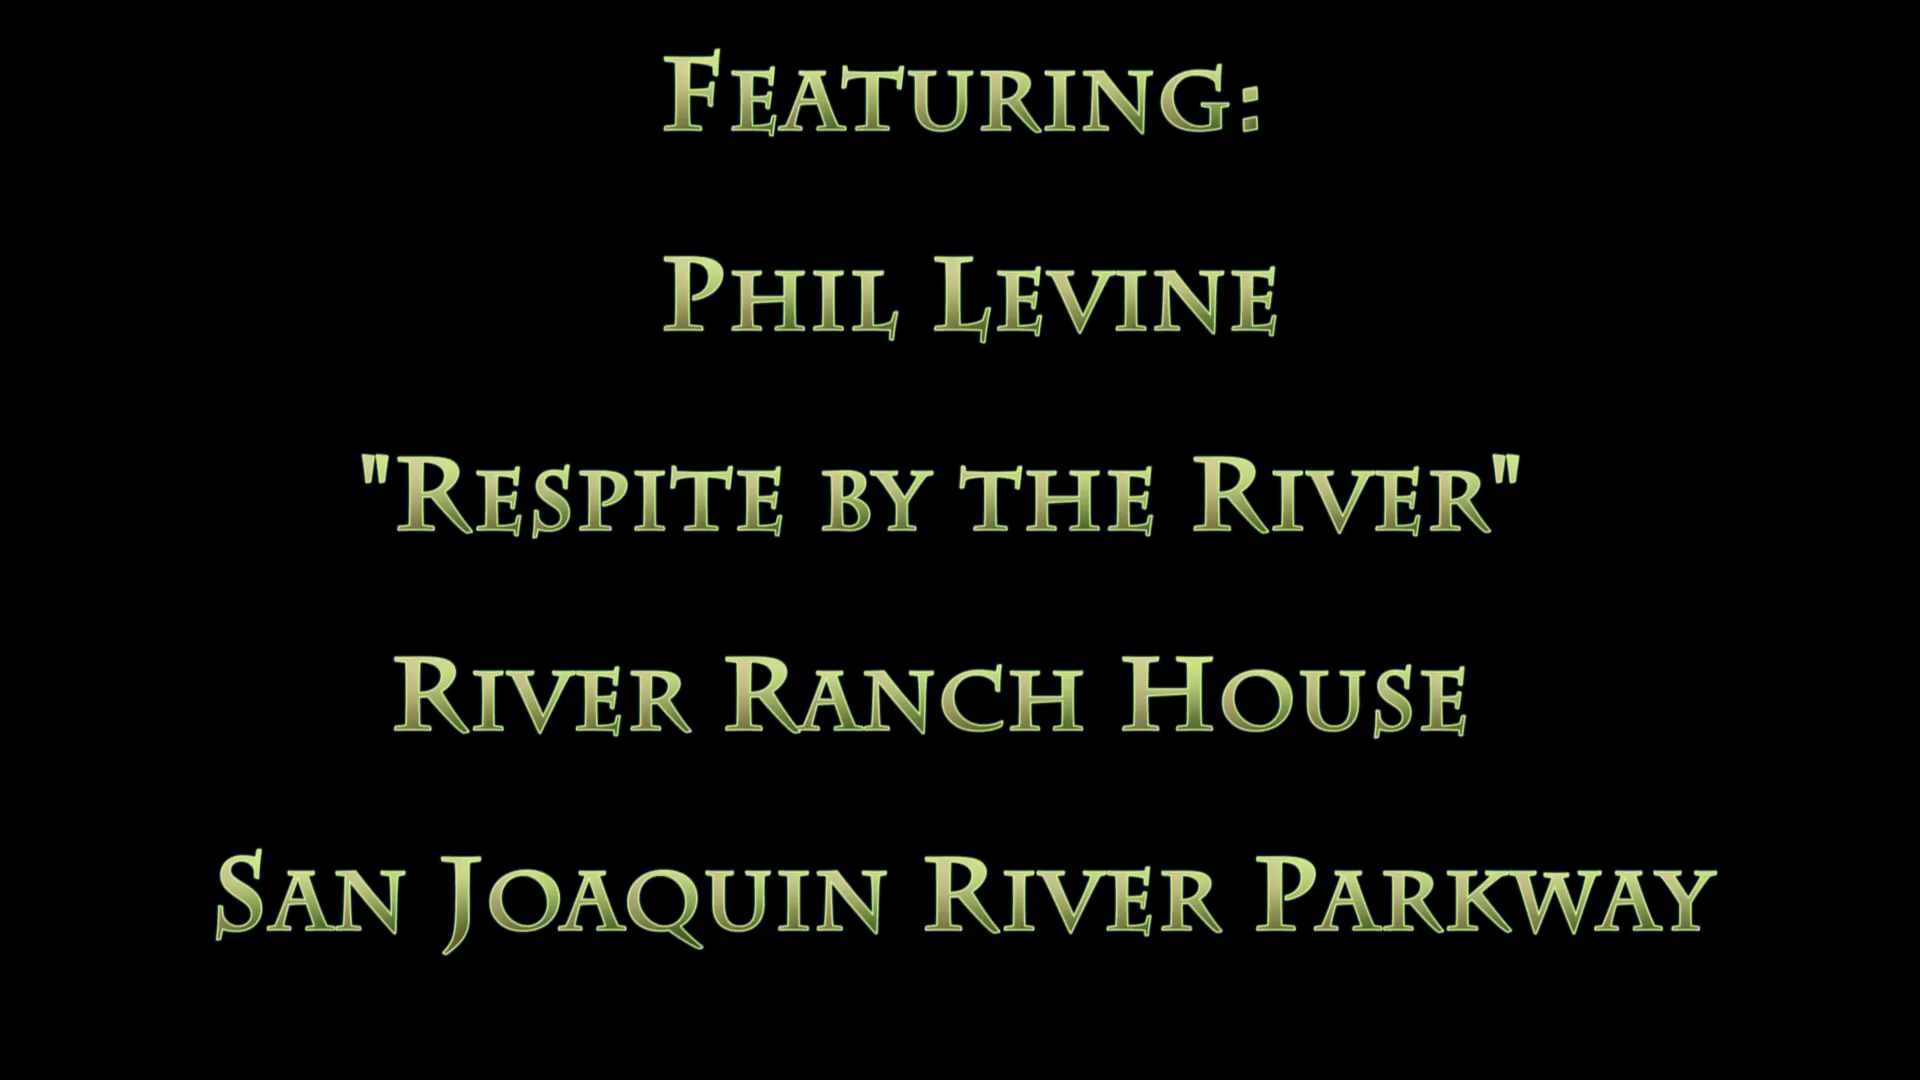 Featuring:
Phil Levine
"Respite by the River"
River Ranch House
San Joaquin River Parkway